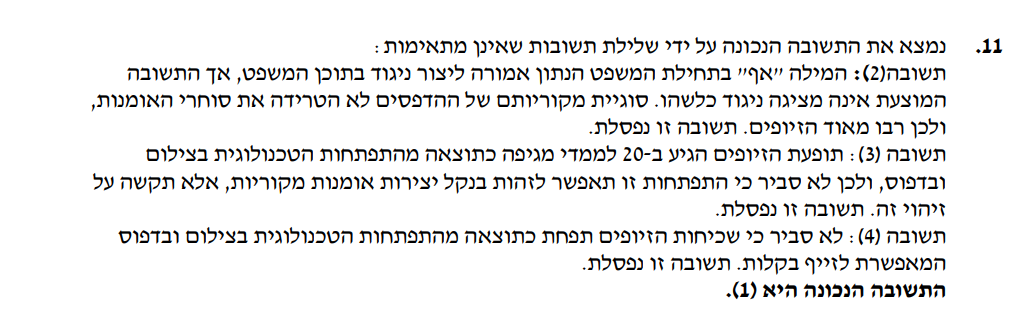 11. נמצא את התשובה הנכונה על ידי שלילת תשובות שאינן מתאימות:
תשובה(2): המילה "אף" בתחילת המשפט הנתון אמורה ליצור ניגוד בתוכן המשפט, אך התשובה
המוצעת אינה מציגה ניגוד כלשהו. סוגיית מקוריותם של ההדפסים לא הטרידה את סוחרי האומנות,
ולכן רבו מאוד הזיופים. תשובה זו נפסלת.
תשובה (3): תופעת הזיופים הגיע ב-20 לממדי מגיפה כתוצאה מהתפתחות הטכנולוגית בצילום
ובדפוס, ולכן לא סביר כי התפתחות זו תאפשר לזהות בנקל יצירות אומנות מקוריות, אלא תקשה על
זיהוי זה. תשובה זו נפסלת.
תשובה (4): לא סביר כי שכיחות הזיופים תפחת כתוצאה מהתפתחות הטכנולוגית בצילום ובדפוס
המאפשרת לזייף בקלות. תשובה זו נפסלת.
התשובה הנכונה היא (1).